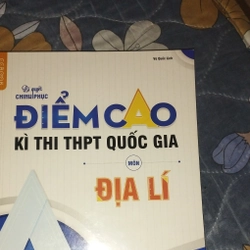 Bí quyết
CHINH PHỤC
ĐIỂM CAO
KÌ THI THPT QUỐC GIA
MÔN
ĐỊA LÍ